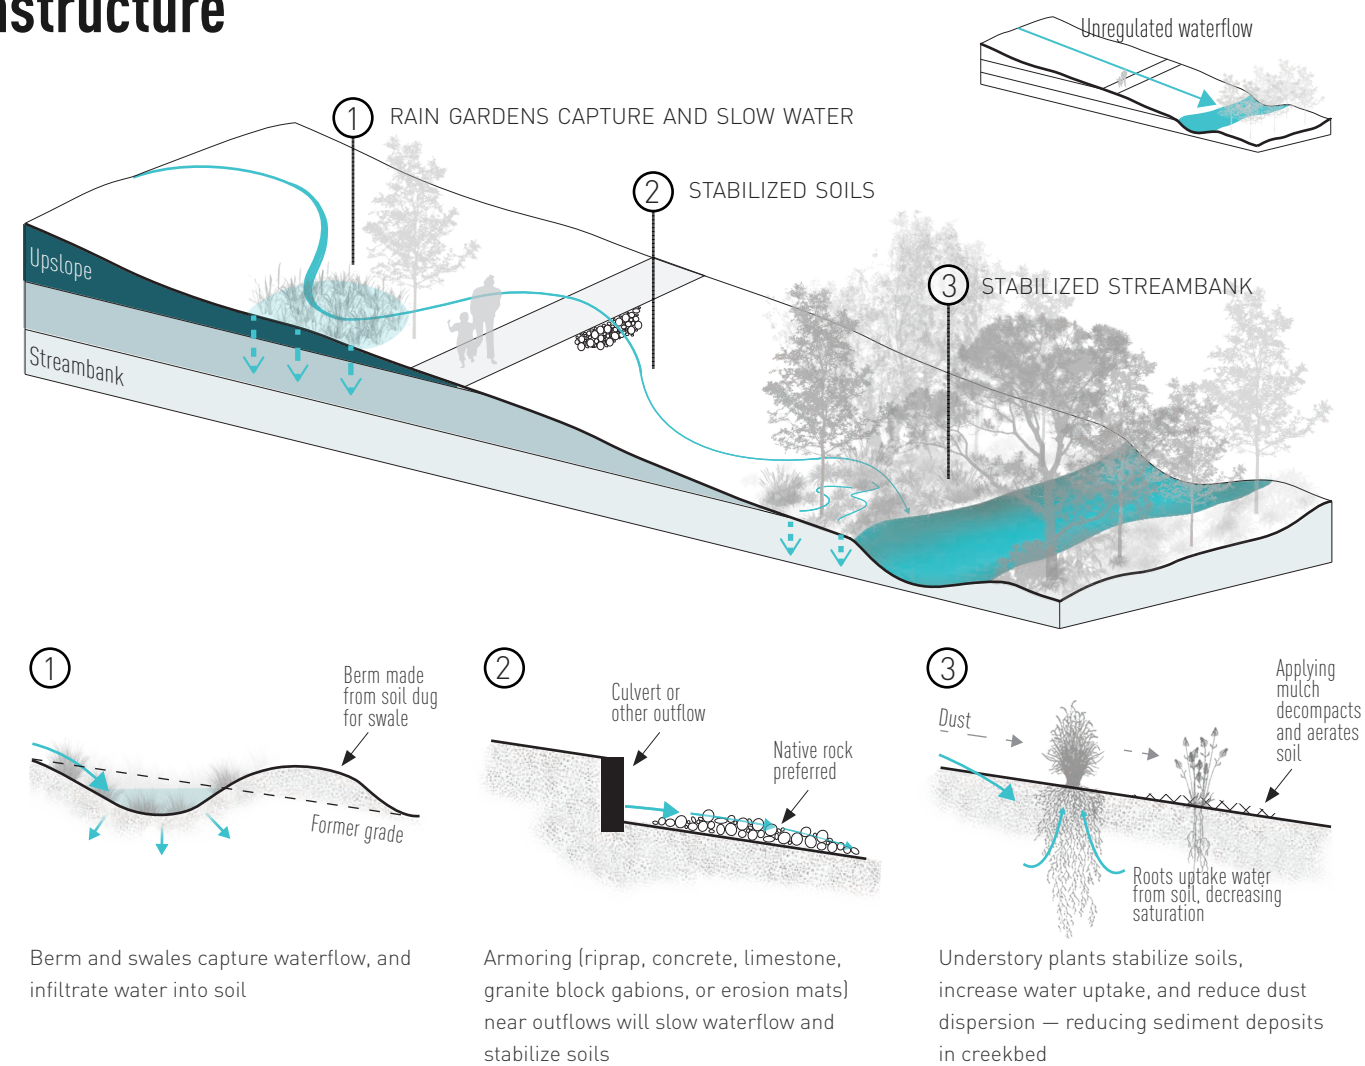 Unregulated waterflow
1 RAIN GARDENS CAPTURE AND SLOW WATER
2 STABILIZED SOILS
3 STABILIZED STREAMBANK
Upslope
Streambank
1
Berm made
from soil dug
for swale
Former grade
Berm and swales capture waterflow, and
infiltrate water into soil
2
Culvert or
other outflow
Native rock
preferred
Armoring (riprap, concrete, limestone,
granite block gabions, or erosion mats)
near outflows will slow waterflow and
stabilize soils
3
Dust
Applying
mulch
decompacts
and aerates
soil
Roots uptake water
from soil, decreasing
saturation
Understory plants stabilize soils,
increase water uptake, and reduce dust
dispersion — reducing sediment deposits
in creekbed